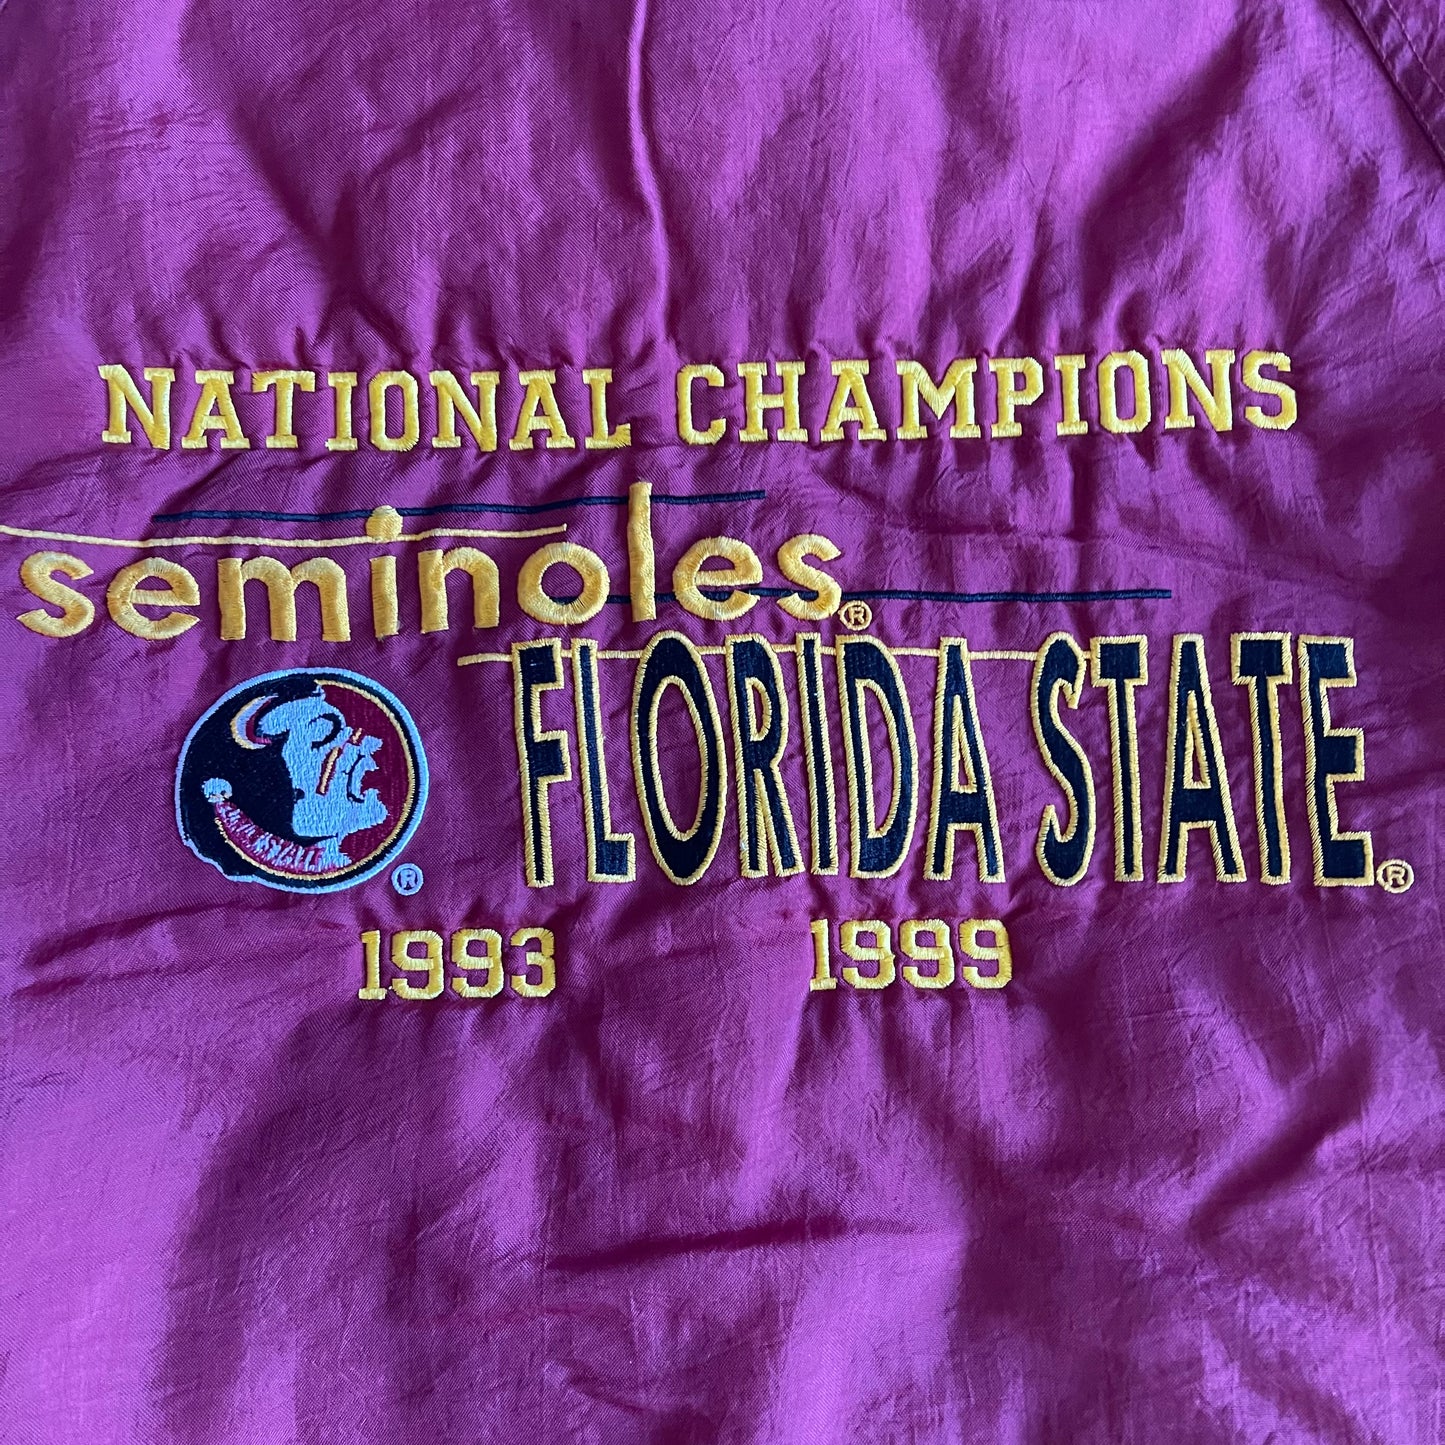 NATIONAL CHAMPIONS
seminoles®
FLORIDA STATE®
®
1993 1999